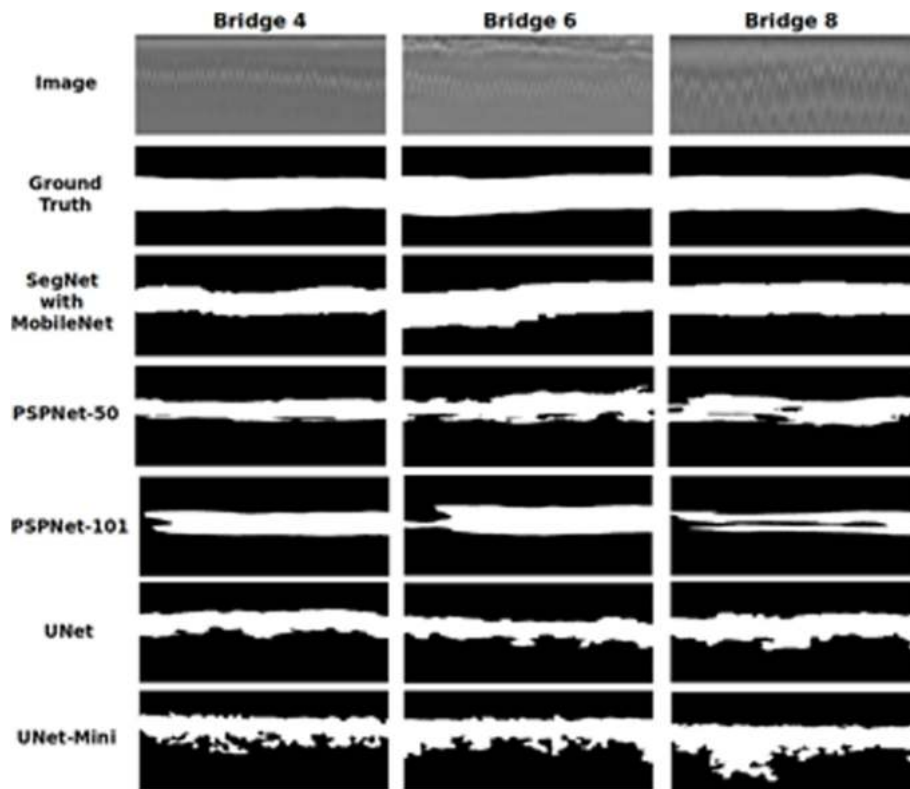 Bridge 4 Bridge 6 Bridge 8
Image
Ground
Truth
SegNet
with
MobileNet
PSPNet-50
PSPNet-101
UNet
UNet-Mini